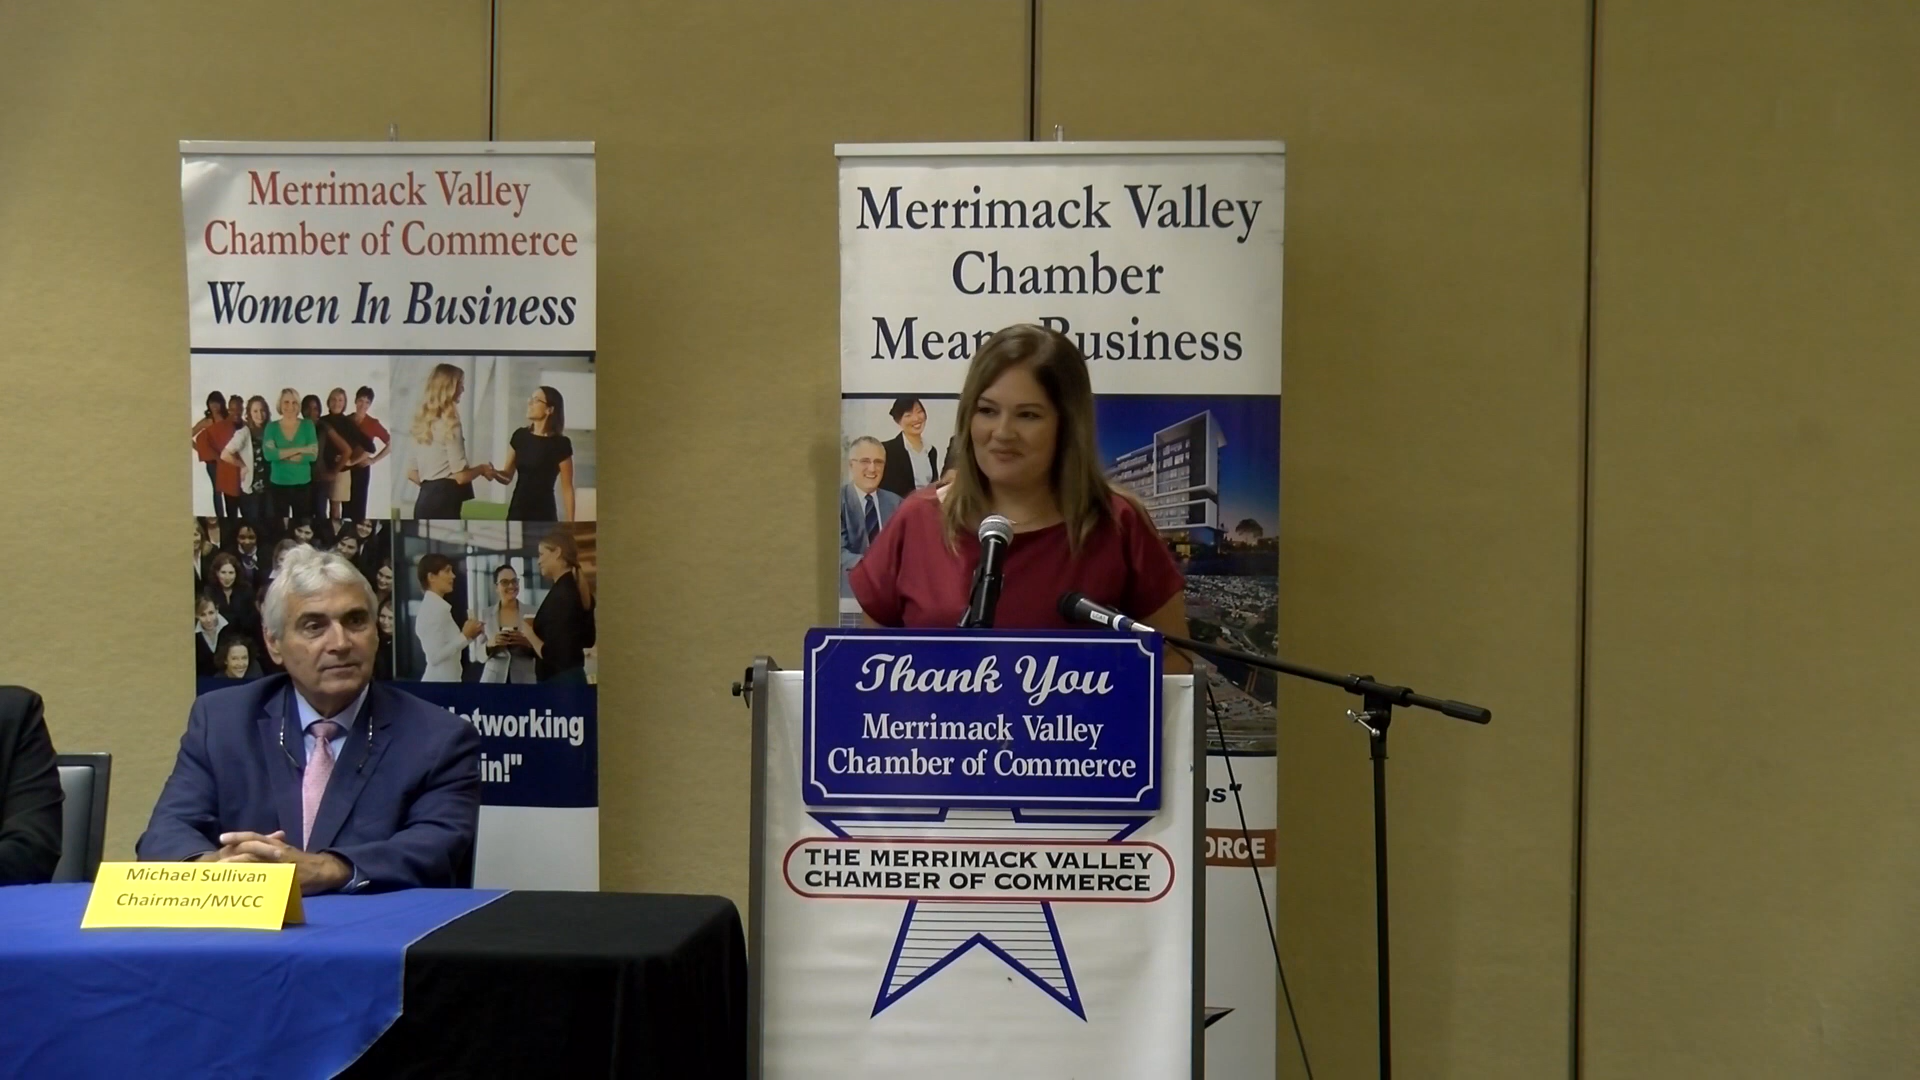 Merrimack Valley
Chamber of Commerce
Women In Business
in!"
Michael Sullivan
Chairman/MVCC
Merrimack Valley
Chamber
Business
Thank You
Merrimack Valley
Chamber of Commerce
THE MERRIMACK VALLEY
CHAMBER OF COMMERCE